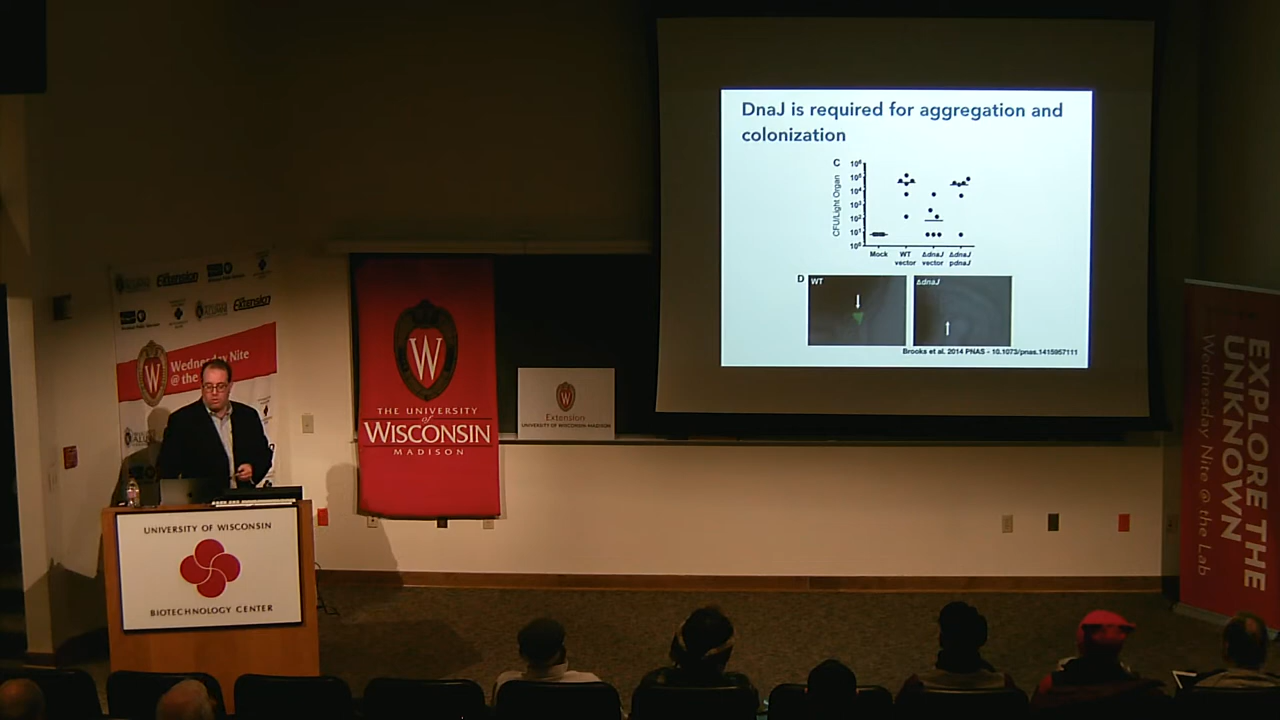 DnaJ is required for aggregation and
colonization
C
CFU/Light Organ
10⁶
10⁵
10⁴
10³
10²
10¹
10⁰
Mock
WT
vector
ΔdnaJ
vector
ΔdnaJ
pdnaJ
D
WT
ΔdnaJ
Brooks et al. 2014 PNAS - 10.1073/pnas.1415957111
Extension
Extension
Wednesday Nite
@ the
W
THE UNIVERSITY
of
WISCONSIN
MADISON
Extension
UNIVERSITY OF WISCONSIN-MADISON
UNIVERSITY OF WISCONSIN
BIOTECHNOLOGY CENTER
EXPLORE THE
UNKNOWN
Wednesday Nite @ the Lab